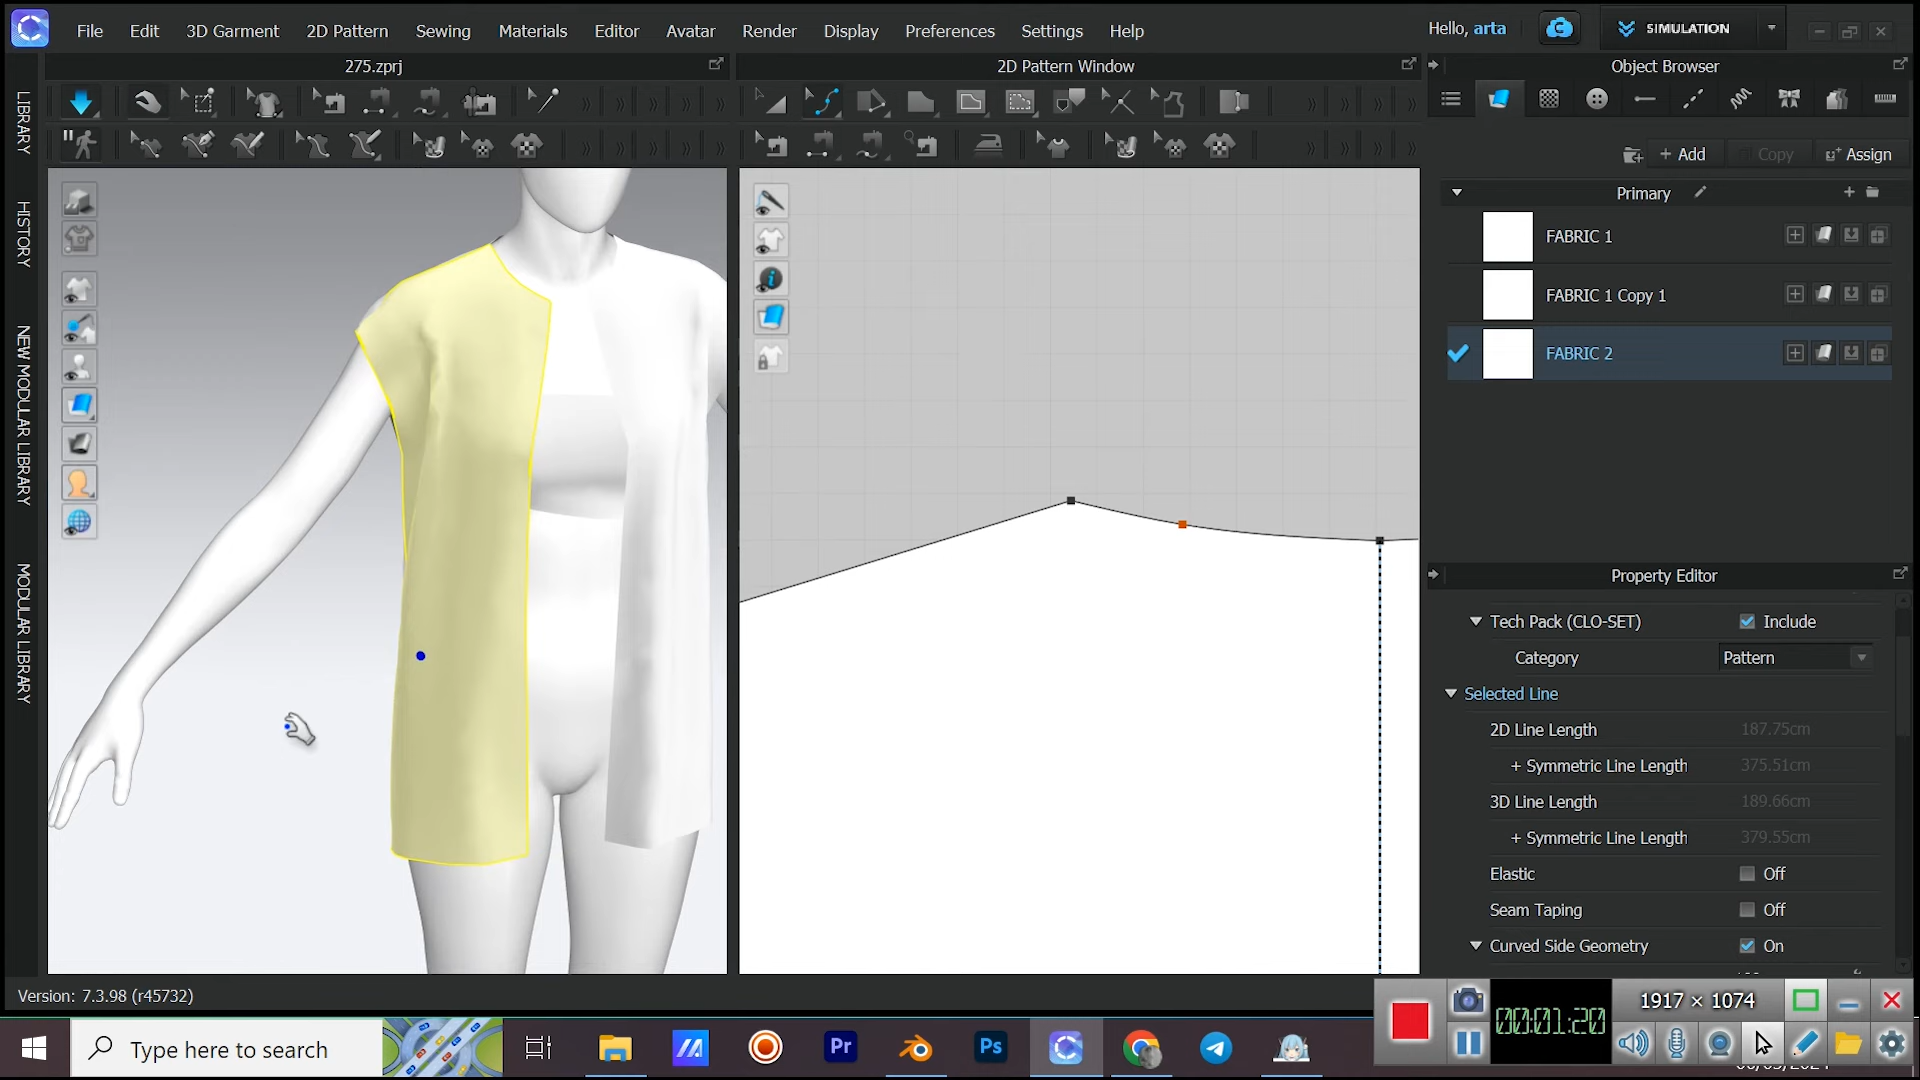 File Edit 3D Garment 2D Pattern Sewing Materials Editor Avatar Render Display Preferences Settings Help
Hello, arta
SIMULATION
275.zprj
2D Pattern Window
Object Browser
LIBRARY
HISTORY
NEW MODULAR LIBRARY
MODULAR LIBRARY
+ Add
Copy
Assign
Primary
FABRIC 1
FABRIC 1 Copy 1
FABRIC 2
Property Editor
Tech Pack (CLO-SET) Include
Category Pattern
Selected Line
2D Line Length 187.75cm
+ Symmetric Line Length 375.51cm
3D Line Length 189.66cm
+ Symmetric Line Length 379.55cm
Elastic Off
Seam Taping Off
Curved Side Geometry On
Version: 7.3.98 (r45732)
1917 × 1074
00:01:20
Type here to search
Pr
Ps